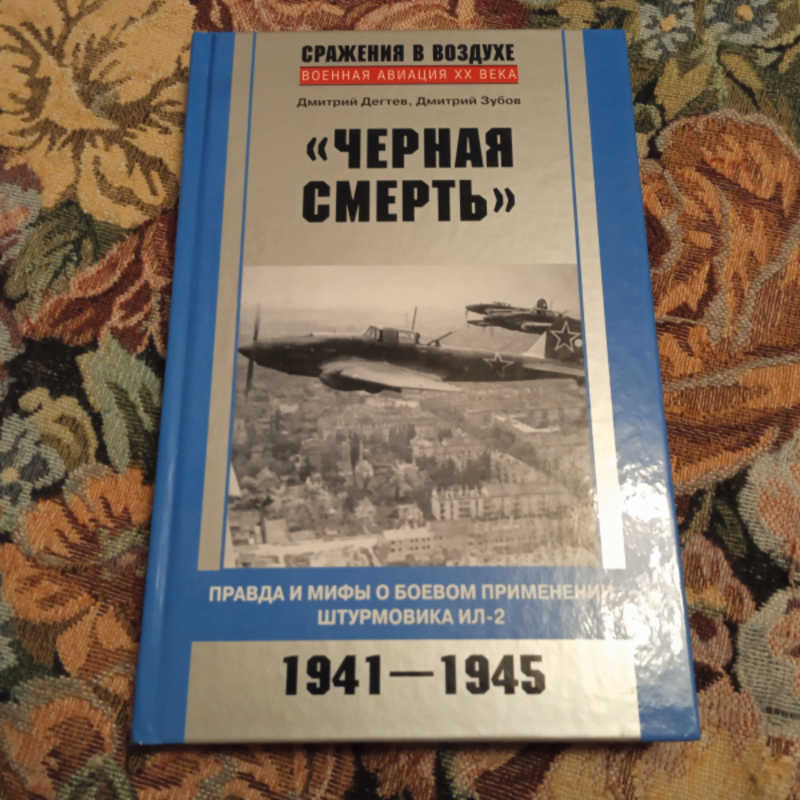 СРАЖЕНИЯ В ВОЗДУХЕ
ВОЕННАЯ АВИАЦИЯ XX ВЕКА
Дмитрий Дегтев, Дмитрий Зубов
«ЧЕРНАЯ
СМЕРТЬ»
ПРАВДА И МИФЫ О БОЕВОМ ПРИМЕНЕНИИ
ШТУРМОВИКА ИЛ-2
1941—1945